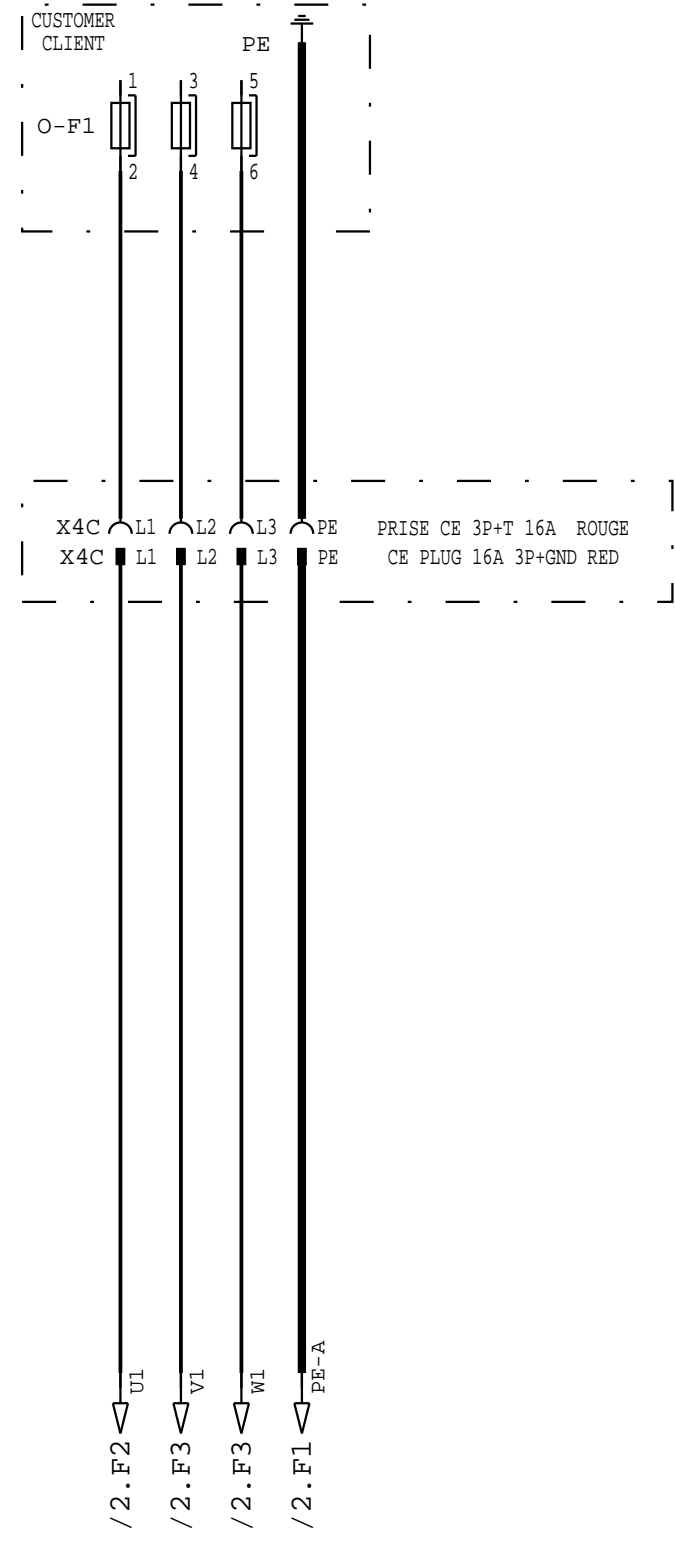 CUSTOMER
CLIENT
PE
1 3 5
O-F1
2 4 6
X4C L1 L2 L3 PE PRISE CE 3P+T 16A ROUGE
X4C L1 L2 L3 PE CE PLUG 16A 3P+GND RED
U1 V1 W1 PE-A
/2.F2 /2.F3 /2.F3 /2.F1